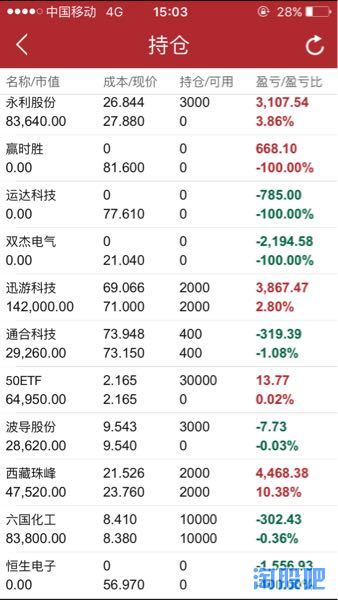 中国移动 4G 15:03 28%
持仓
名称/市值 成本/现价 持仓/可用 盈亏/盈亏比
永利股份 26.844 3000 3,107.54
83,640.00 27.880 0 3.86%
赢时胜 0 0 668.10
0.00 81.600 0 -100.00%
运达科技 0 0 -785.00
0.00 77.610 0 -100.00%
双杰电气 0 0 -2,194.58
0.00 21.040 0 -100.00%
迅游科技 69.066 2000 3,867.47
142,000.00 71.000 2000 2.80%
通合科技 73.948 400 -319.39
29,260.00 73.150 400 -1.08%
50ETF 2.165 30000 13.77
64,950.00 2.165 0 0.02%
波导股份 9.543 3000 -7.73
28,620.00 9.540 0 -0.03%
西藏珠峰 21.526 2000 4,468.38
47,520.00 23.760 2000 10.38%
六国化工 8.410 10000 -302.43
83,800.00 8.380 10000 -0.36%
恒生电子 0 0 -1,556.93
0.00 56.970 0 -100.00%
淘股吧